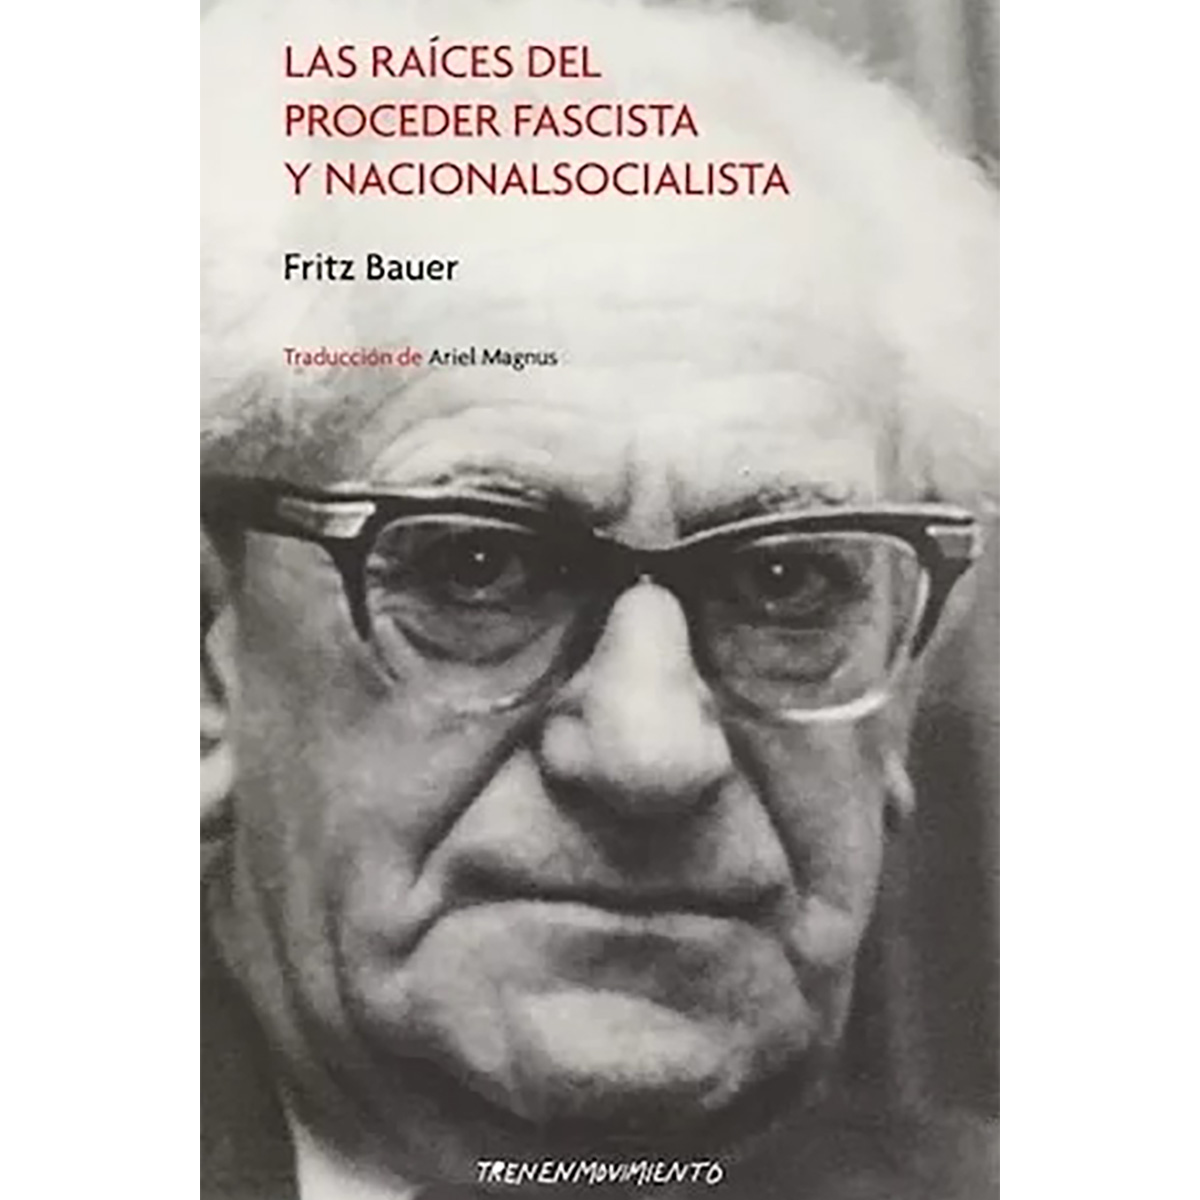 LAS RAÍCES DEL
PROCEDER FASCISTA
Y NACIONALSOCIALISTA
Fritz Bauer
Traducción de Ariel Magnus
TRENENMOVIMIENTO